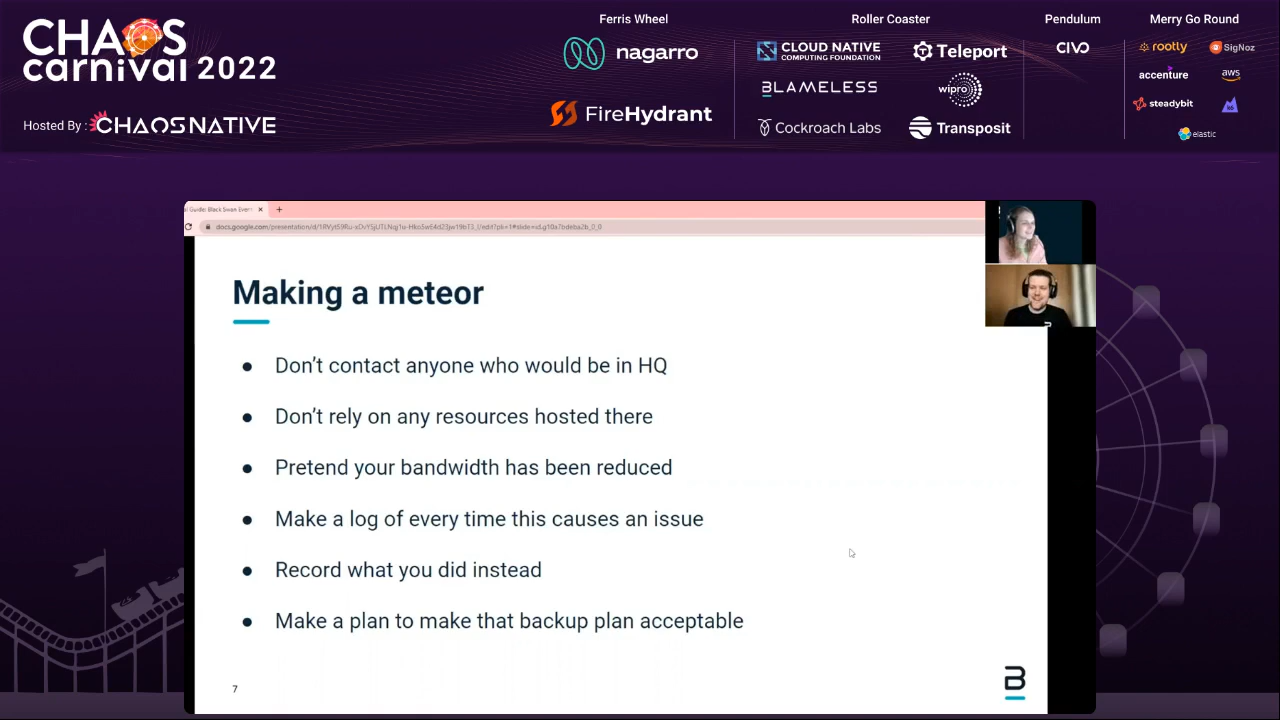 CHAOS
carnival 2022
Hosted By : CHAOSNATIVE
Ferris Wheel
nagarro
FireHydrant
Roller Coaster
CLOUD NATIVE
COMPUTING FOUNDATION
Teleport
BLAMELESS
wipro
Cockroach Labs
Transposit
Pendulum
CIVO
Merry Go Round
rootly
SigNoz
accenture
aws
steadybit
elastic
Guide: Black Swan Event
Making a meteor
● Don’t contact anyone who would be in HQ
● Don’t rely on any resources hosted there
● Pretend your bandwidth has been reduced
● Make a log of every time this causes an issue
● Record what you did instead
● Make a plan to make that backup plan acceptable
7
B